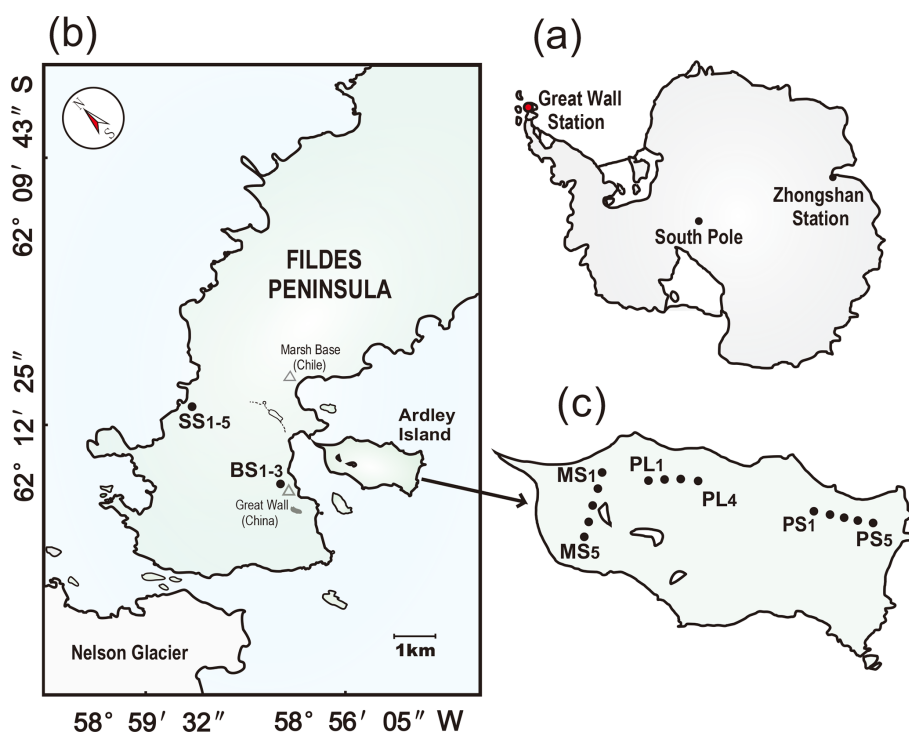 (b)
62° 09′ 43″ S
62° 12′ 25″
N
S
FILDES
PENINSULA
Marsh Base
(Chile)
SS1-5
Ardley
Island
BS1-3
Great Wall
(China)
Nelson Glacier
1km
58° 59′ 32″
58° 56′ 05″ W
(a)
Great Wall
Station
Zhongshan
Station
South Pole
(c)
MS1
PL1
PL4
PS1
PS5
MS5